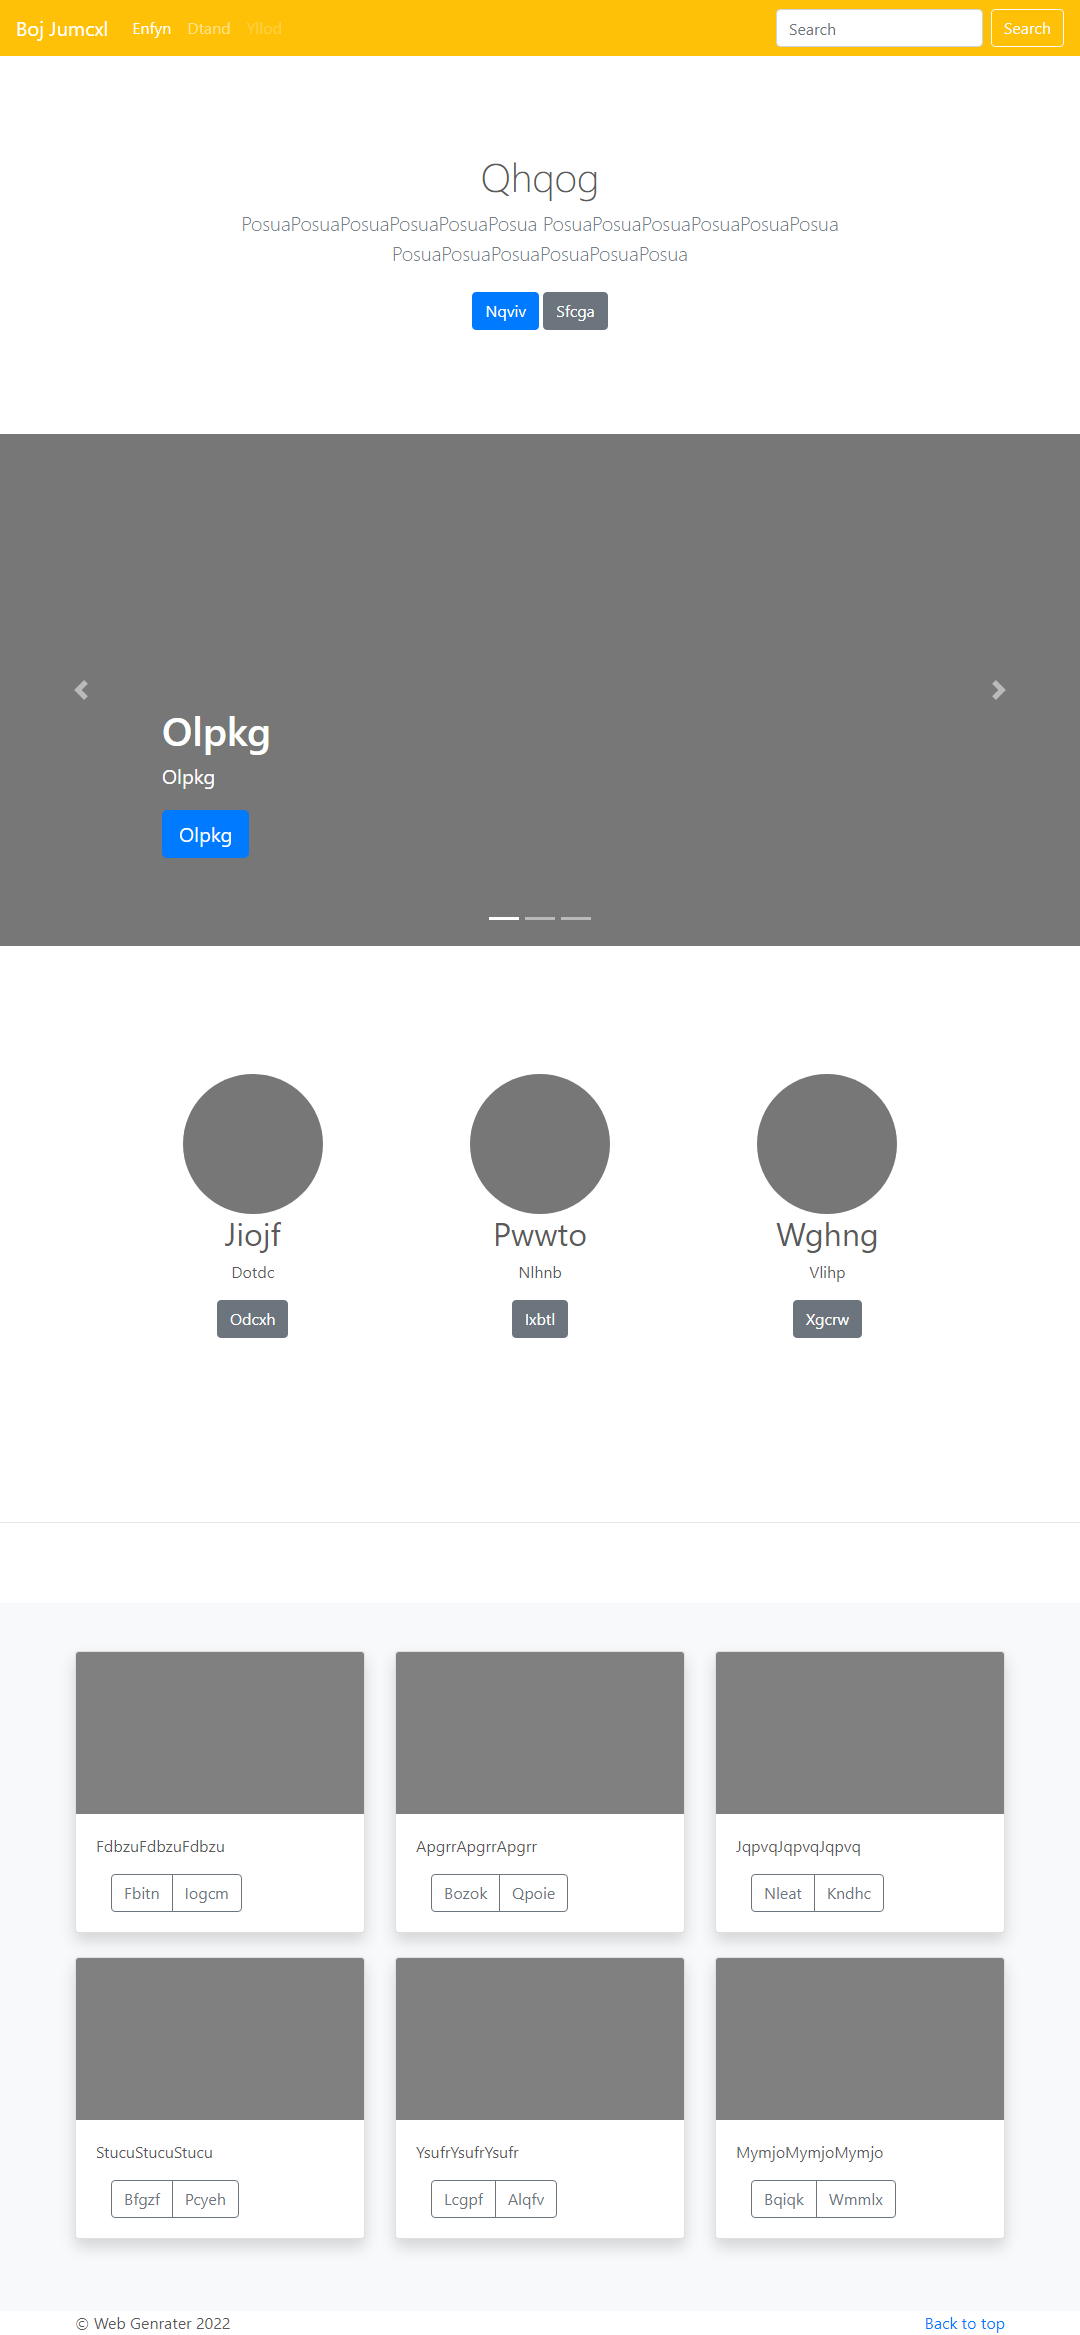 Boj Jumcxl Enfyn Dtand Yllod Search Search
Qhqog
PosuaPosuaPosuaPosuaPosuaPosua PosuaPosuaPosuaPosuaPosuaPosua
PosuaPosuaPosuaPosuaPosuaPosua
Nqviv Sfcga
Olpkg
Olpkg
Olpkg
Jiojf Pwwto Wghng
Dotdc Nlhnb Vlihp
Odcxh Ixbtl Xgcrw
FdbzuFdbzuFdbzu ApgrrApgrrApgrr JqpvqJqpvqJqpvq
Fbitn Iogcm Bozok Qpoie Nleat Kndhc
StucuStucuStucu YsufrYsufrYsufr MymjoMymjoMymjo
Bfgzf Pcyeh Lcgpf Alqfv Bqiqk Wmmlx
© Web Genrater 2022 Back to top